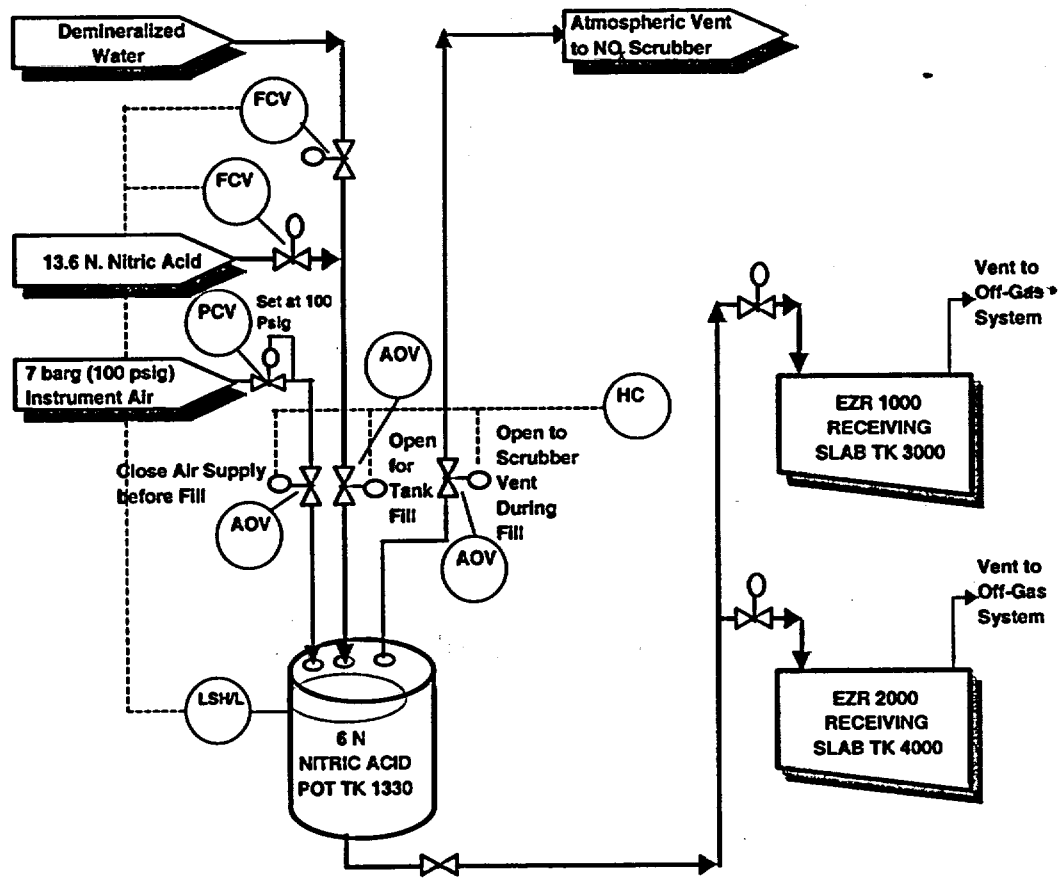 Demineralized
Water
Atmospheric Vent
to NOx Scrubber
FCV
FCV
13.6 N. Nitric Acid
PCV
Set at 100
Psig
7 barg (100 psig)
Instrument Air
AOV
HC
Close Air Supply
before Fill
AOV
Open
for
Tank
Fill
Open to
Scrubber
Vent
During
Fill
AOV
LSH/L
6 N
NITRIC ACID
POT TK 1330
Vent to
Off-Gas
System
EZR 1000
RECEIVING
SLAB TK 3000
Vent to
Off-Gas
System
EZR 2000
RECEIVING
SLAB TK 4000